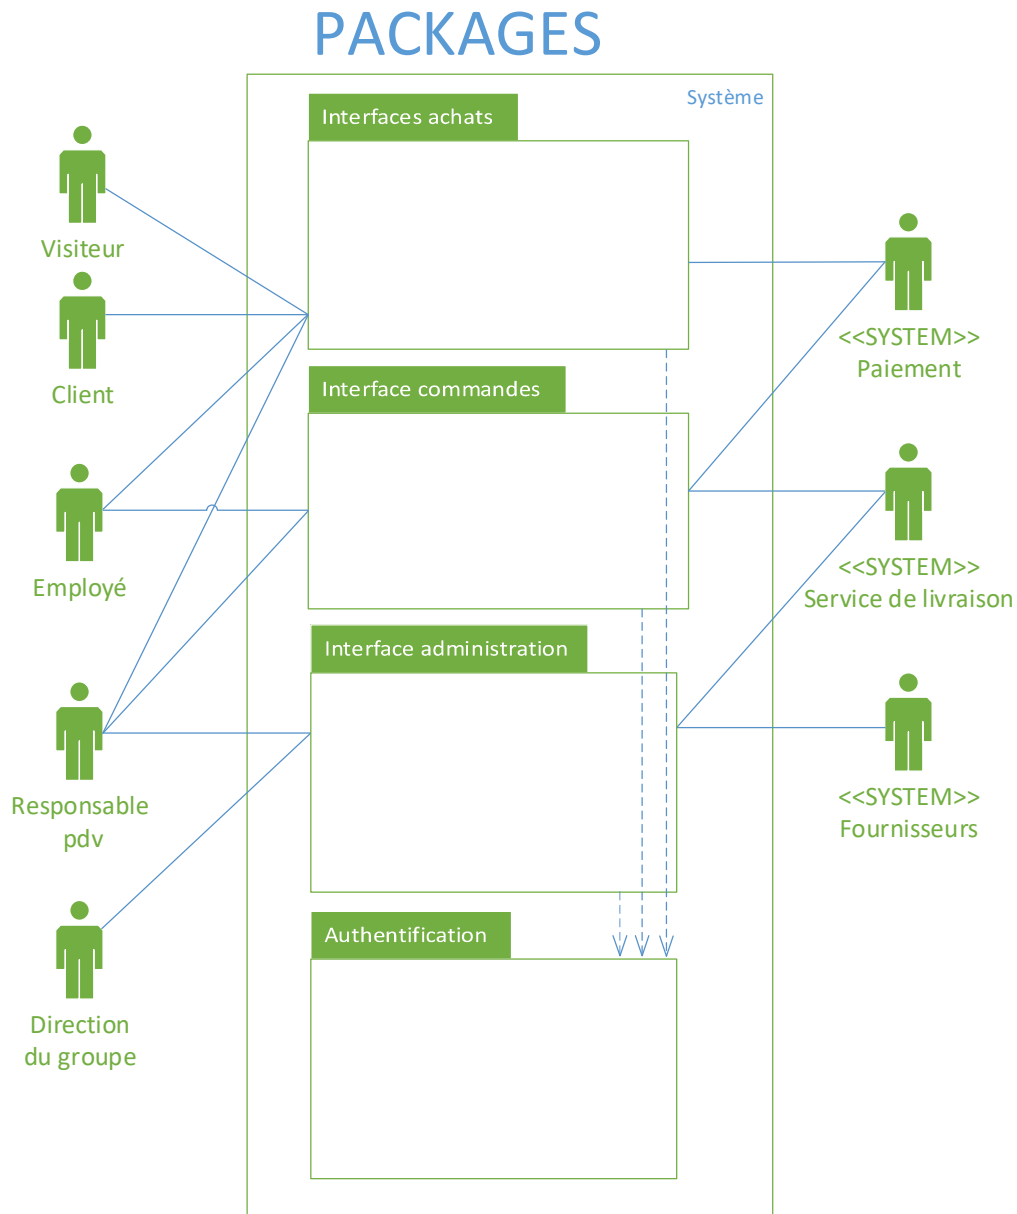 PACKAGES
Système
Interfaces achats
Visiteur
Client
<<SYSTEM>>
Paiement
Interface commandes
Employé
<<SYSTEM>>
Service de livraison
Interface administration
Responsable
pdv
<<SYSTEM>>
Fournisseurs
Authentification
Direction
du groupe